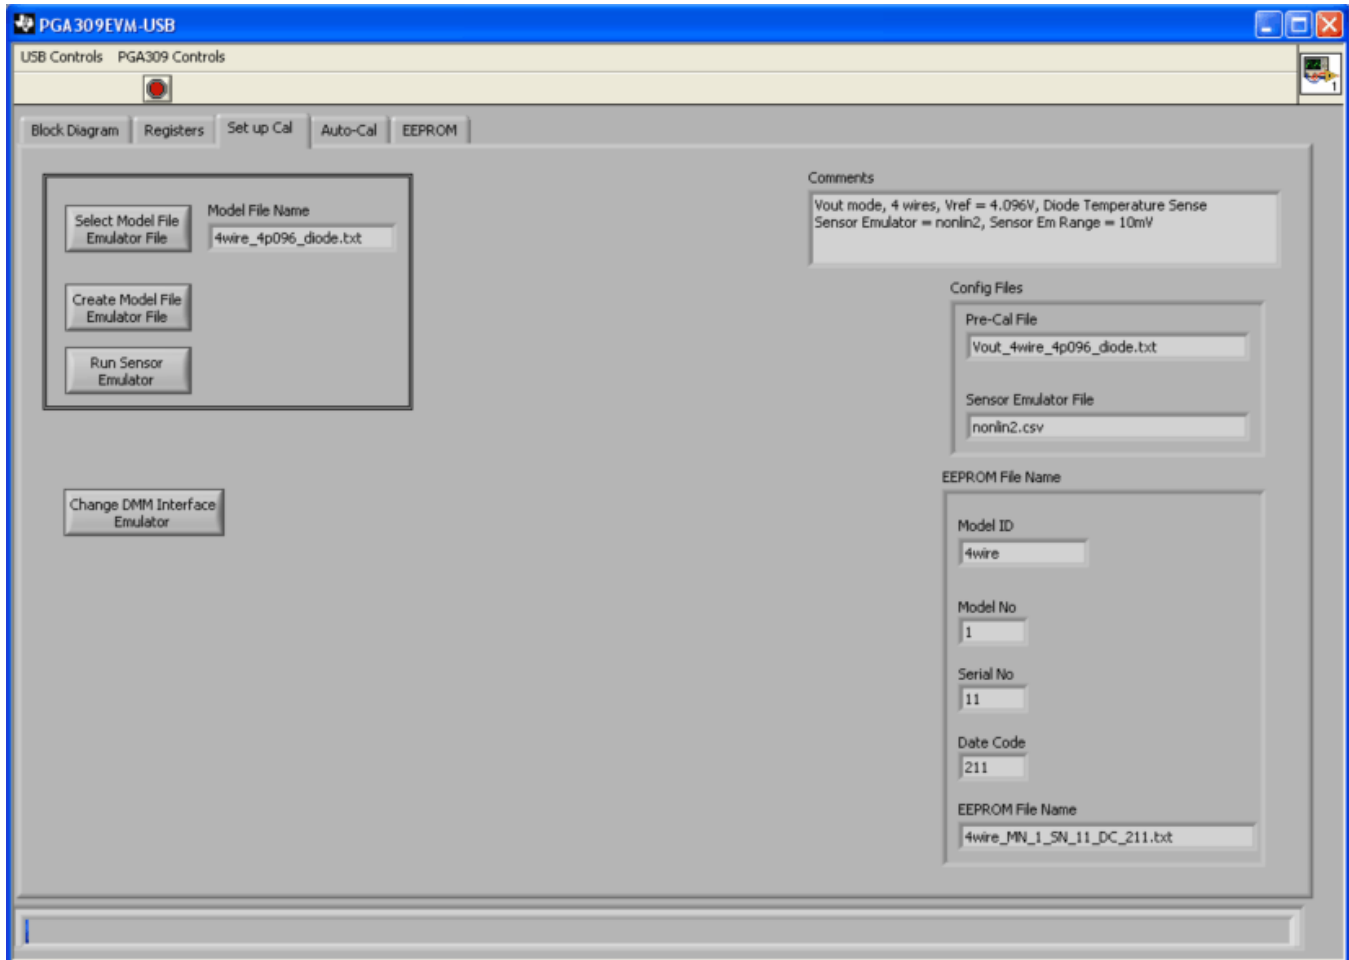 PGA309EVM-USB
USB Controls PGA309 Controls
1
Block Diagram Registers Set up Cal Auto-Cal EEPROM
Select Model File
Emulator File
Model File Name
4wire_4p096_diode.txt
Create Model File
Emulator File
Run Sensor
Emulator
Change DMM Interface
Emulator
Comments
Vout mode, 4 wires, Vref = 4.096V, Diode Temperature Sense
Sensor Emulator = nonlin2, Sensor Em Range = 10mV
Config Files
Pre-Cal File
Vout_4wire_4p096_diode.txt
Sensor Emulator File
nonlin2.csv
EEPROM File Name
Model ID
4wire
Model No
1
Serial No
11
Date Code
211
EEPROM File Name
4wire_MN_1_SN_11_DC_211.txt